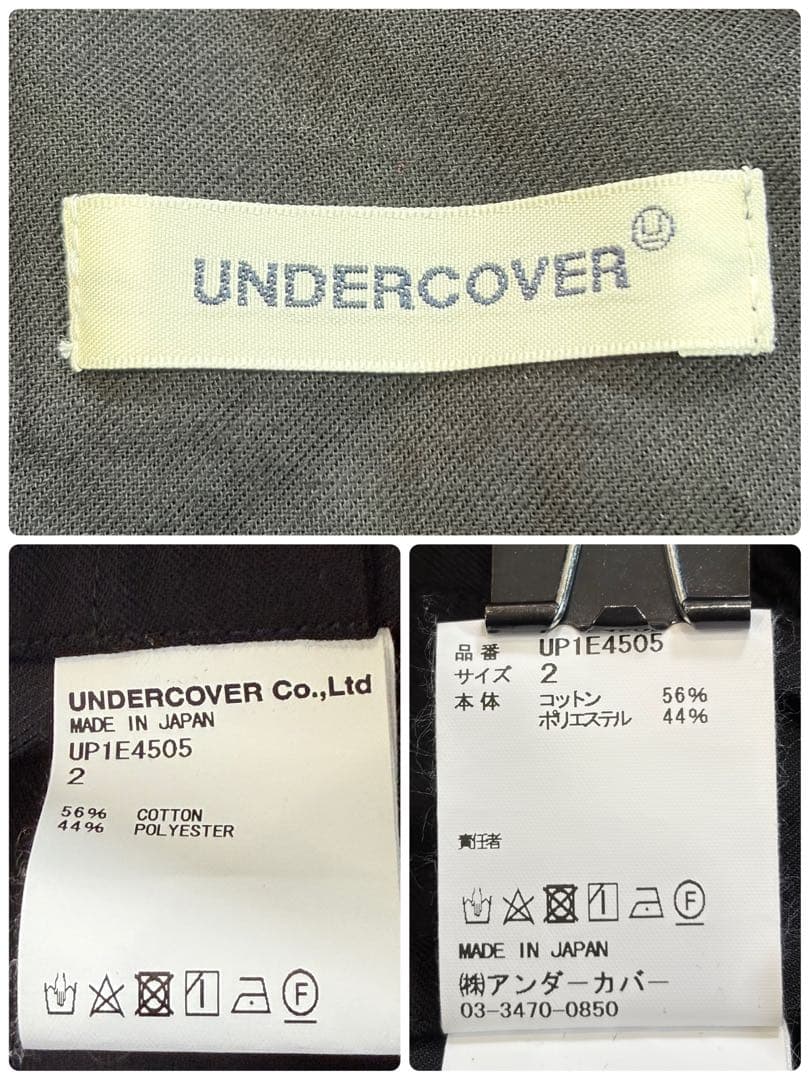 UNDERCOVER
UNDERCOVER Co.,Ltd
MADE IN JAPAN
UP1E4505
2
56% COTTON
44% POLYESTER
F
品番 UP1E4505
サイズ 2
本体 コットン 56%
ポリエステル 44%
責任者
F
MADE IN JAPAN
㈱アンダーカバー
03-3470-0850